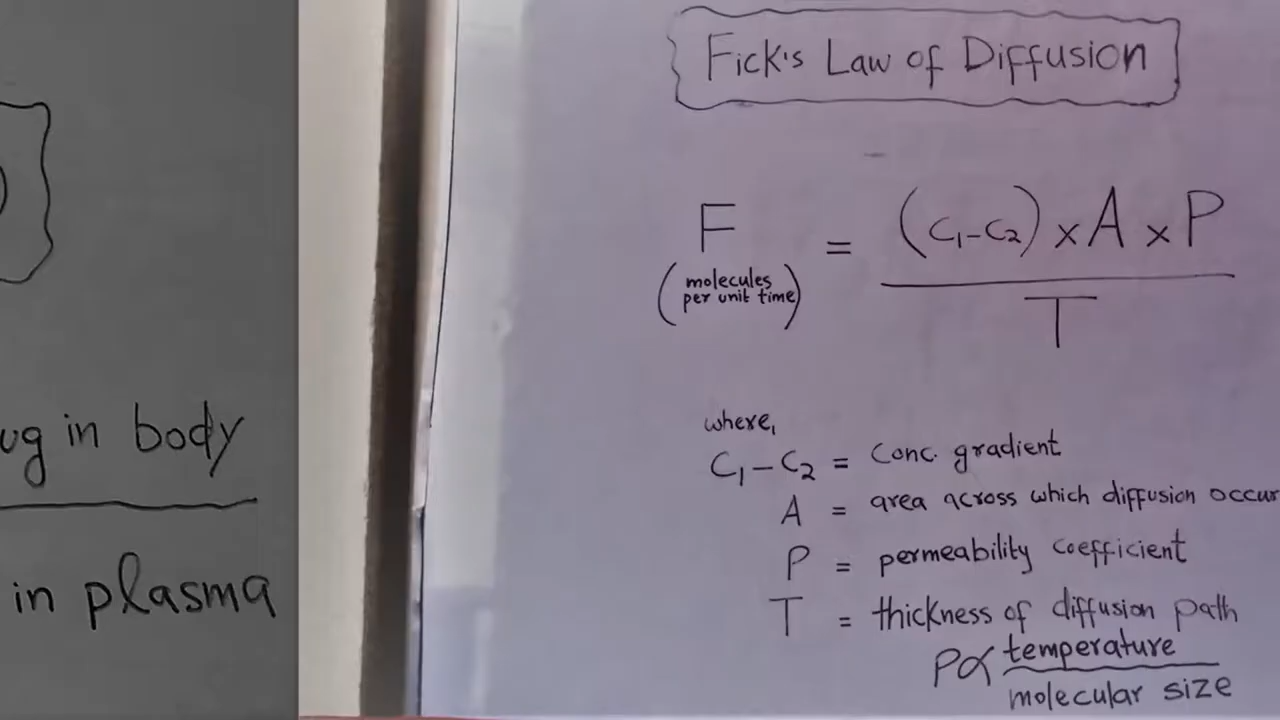 ug in body
in plasma
Fick's Law of Diffusion
F = (C₁-C₂) × A × P
T
(molecules
per unit time)
where,
C₁-C₂ = Conc. gradient
A = area across which diffusion occur
P = permeability coefficient
T = thickness of diffusion path
P∝ temperature
molecular size